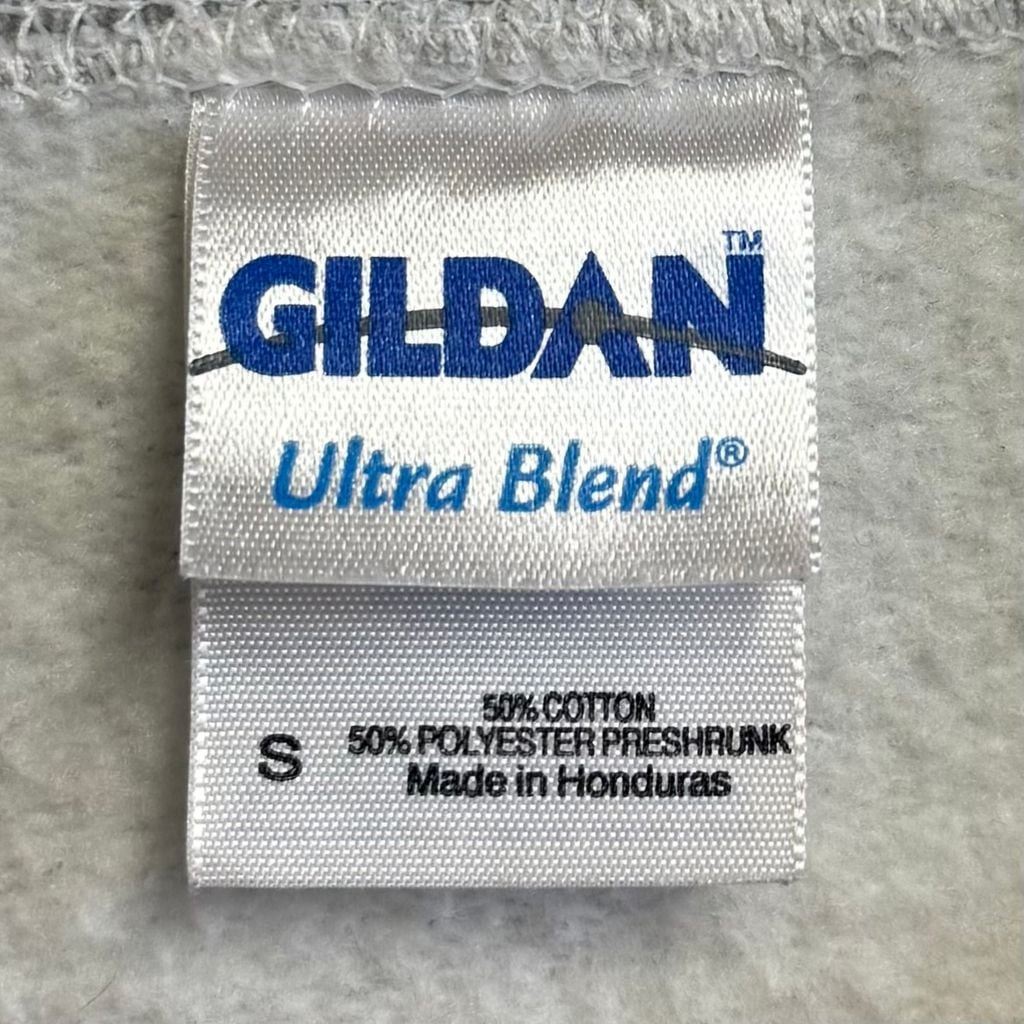 GILDAN™
Ultra Blend®
50% COTTON
50% POLYESTER PRESHRUNK
S
Made in Honduras